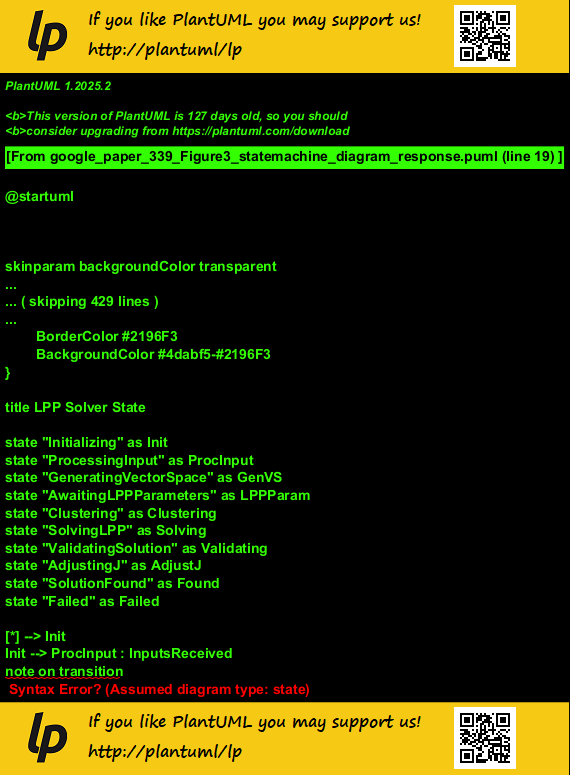 lp
If you like PlantUML you may support us!
http://plantuml/lp
PlantUML 1.2025.2
<b>This version of PlantUML is 127 days old, so you should
<b>consider upgrading from https://plantuml.com/download
[From google_paper_339_Figure3_statemachine_diagram_response.puml (line 19) ]
@startuml
skinparam backgroundColor transparent
...
... ( skipping 429 lines )
...
BorderColor #2196F3
BackgroundColor #4dabf5-#2196F3
}
title LPP Solver State
state "Initializing" as Init
state "ProcessingInput" as ProcInput
state "GeneratingVectorSpace" as GenVS
state "AwaitingLPPParameters" as LPPParam
state "Clustering" as Clustering
state "SolvingLPP" as Solving
state "ValidatingSolution" as Validating
state "AdjustingJ" as AdjustJ
state "SolutionFound" as Found
state "Failed" as Failed
[*] --> Init
Init --> ProcInput : InputsReceived
note on transition
Syntax Error? (Assumed diagram type: state)
lp
If you like PlantUML you may support us!
http://plantuml/lp